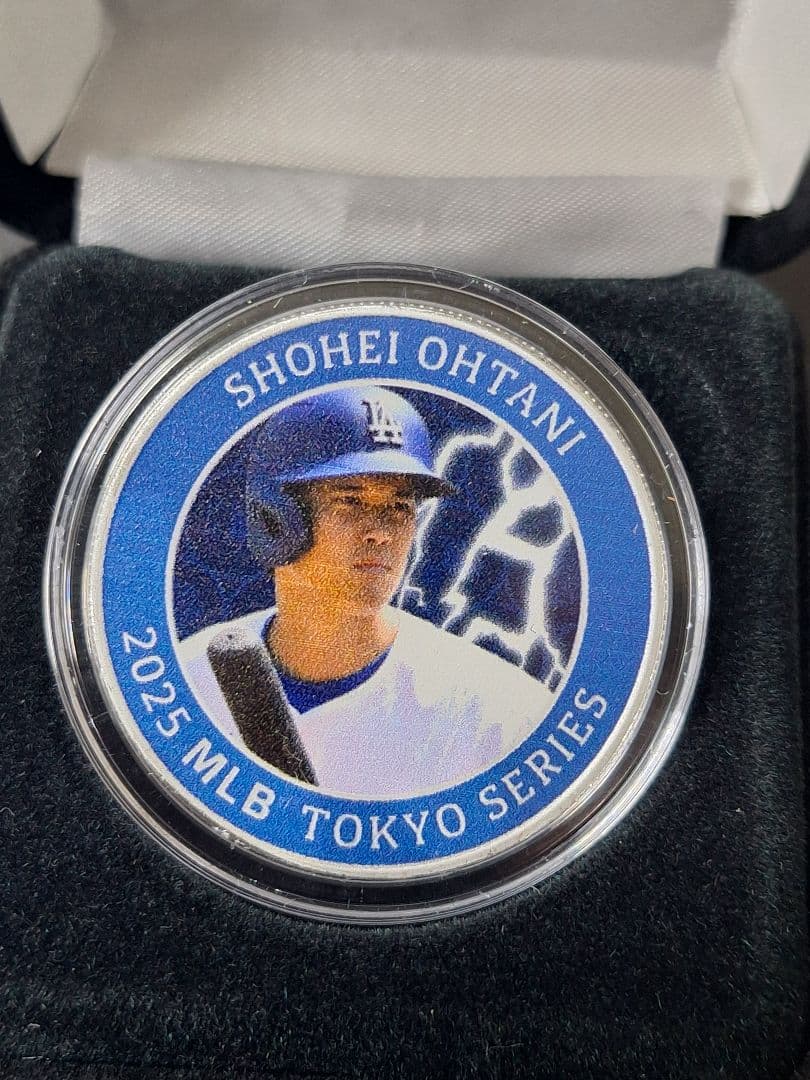 SHOHEI OHTANI
LA
2025 MLB TOKYO SERIES